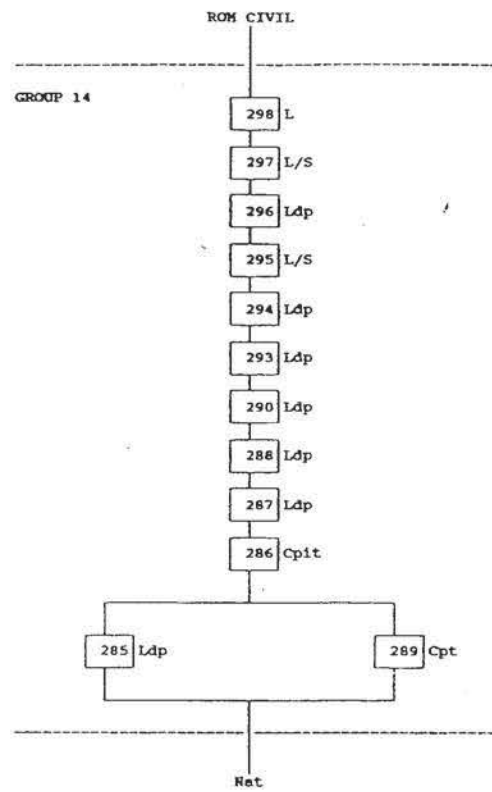 ROM CIVIL
GROUP 14
298 L
297 L/S
296 Ldp
295 L/S
294 Ldp
293 Ldp
290 Ldp
288 Ldp
287 Ldp
286 Cpit
285 Ldp 289 Cpt
Nat